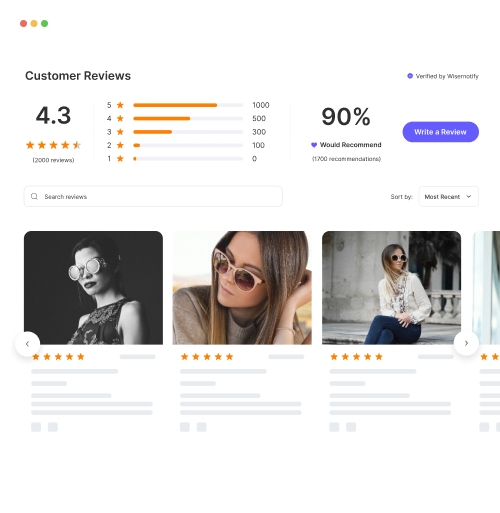 Customer Reviews
Verified by Wisernotify
4.3
(2000 reviews)
5 1000
4 500
3 300
2 100
1 0
90%
Would Recommend
(1700 recommendations)
Write a Review
Search reviews
Sort by: Most Recent